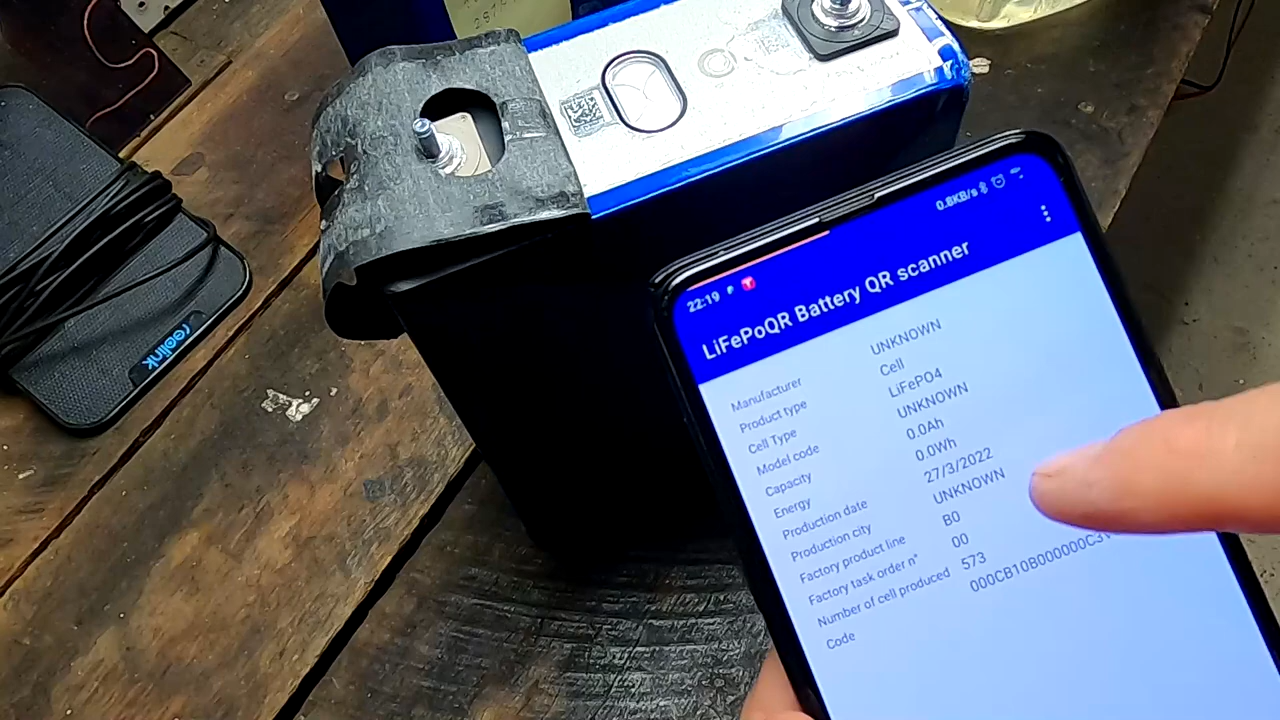 22:19
0.8KB/s
LiFePoQR Battery QR scanner
Manufacturer UNKNOWN
Product type Cell
Cell Type LiFePO4
Model code UNKNOWN
Capacity 0.0Ah
Energy 0.0Wh
Production date 27/3/2022
Production city UNKNOWN
Factory product line B0
Factory task order n° 00
Number of cell produced 573
Code
reolink